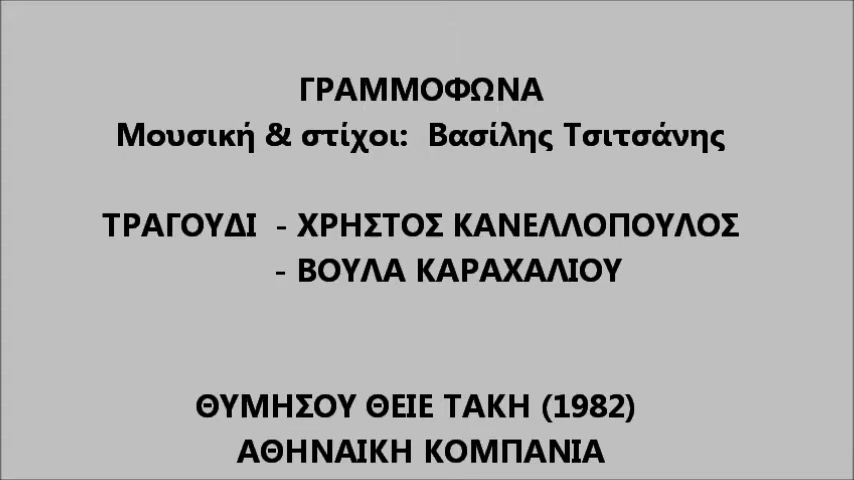 ΓΡΑΜΜΟΦΩΝΑ
Μουσική & στίχοι: Βασίλης Τσιτσάνης
ΤΡΑΓΟΥΔΙ - ΧΡΗΣΤΟΣ ΚΑΝΕΛΛΟΠΟΥΛΟΣ
- ΒΟΥΛΑ ΚΑΡΑΧΑΛΙΟΥ
ΘΥΜΗΣΟΥ ΘΕΙΕ ΤΑΚΗ (1982)
ΑΘΗΝΑΙΚΗ ΚΟΜΠΑΝΙΑ